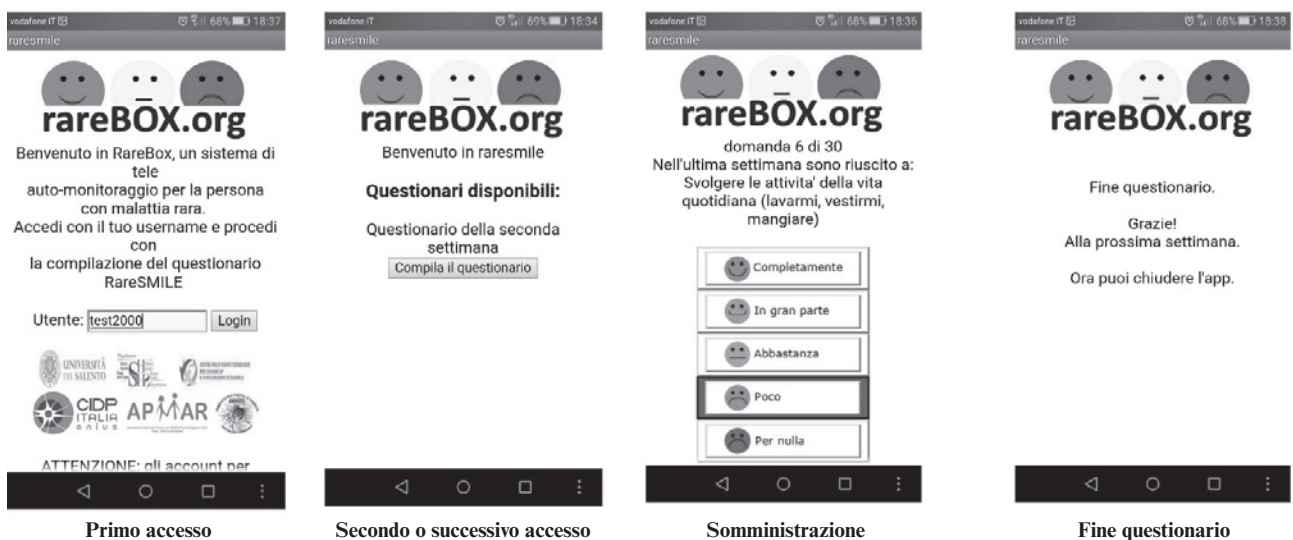 vodafone IT 68% 18:37
raresmile
rareBOX.org
Benvenuto in RareBox, un sistema di
tele
auto-monitoraggio per la persona
con malattia rara.
Accedi con il tuo username e procedi
con
la compilazione del questionario
RareSMILE
Utente: test2000 Login
UNIVERSITÀ
DEL SALENTO
CIDP
ITALIA
onlus
APMAR
ATTENZIONE: gli account per
Primo accesso
vodafone IT 69% 18:34
raresmile
rareBOX.org
Benvenuto in raresmile
Questionari disponibili:
Questionario della seconda
settimana
Compila il questionario
Secondo o successivo accesso
vodafone IT 68% 18:36
raresmile
rareBOX.org
domanda 6 di 30
Nell'ultima settimana sono riuscito a:
Svolgere le attivita' della vita
quotidiana (lavarmi, vestirmi,
mangiare)
Completamente
In gran parte
Abbastanza
Poco
Per nulla
Somministrazione
vodafone IT 68% 18:38
raresmile
rareBOX.org
Fine questionario.
Grazie!
Alla prossima settimana.
Ora puoi chiudere l'app.
Fine questionario